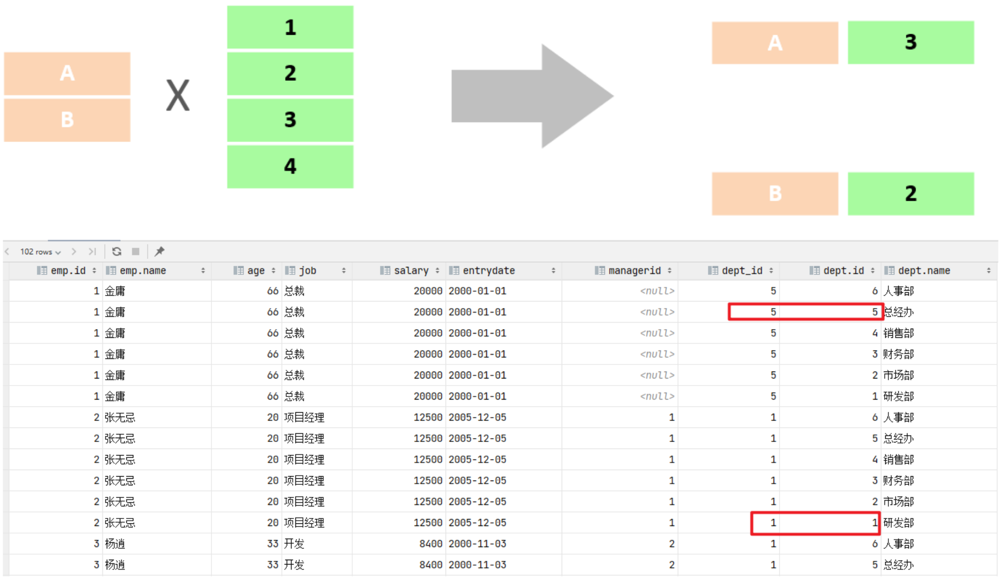 1
A 3
A 2
X
B 3
4
B 2
102 rows
emp.id emp.name age job salary entrydate managerid dept_id dept.id dept.name
1 金庸 66 总裁 20000 2000-01-01 <null> 5 6 人事部
1 金庸 66 总裁 20000 2000-01-01 <null> 5 5 总经办
1 金庸 66 总裁 20000 2000-01-01 <null> 5 4 销售部
1 金庸 66 总裁 20000 2000-01-01 <null> 5 3 财务部
1 金庸 66 总裁 20000 2000-01-01 <null> 5 2 市场部
1 金庸 66 总裁 20000 2000-01-01 <null> 5 1 研发部
2 张无忌 20 项目经理 12500 2005-12-05 1 1 6 人事部
2 张无忌 20 项目经理 12500 2005-12-05 1 1 5 总经办
2 张无忌 20 项目经理 12500 2005-12-05 1 1 4 销售部
2 张无忌 20 项目经理 12500 2005-12-05 1 1 3 财务部
2 张无忌 20 项目经理 12500 2005-12-05 1 1 2 市场部
2 张无忌 20 项目经理 12500 2005-12-05 1 1 1 研发部
3 杨逍 33 开发 8400 2000-11-03 2 1 6 人事部
3 杨逍 33 开发 8400 2000-11-03 2 1 5 总经办